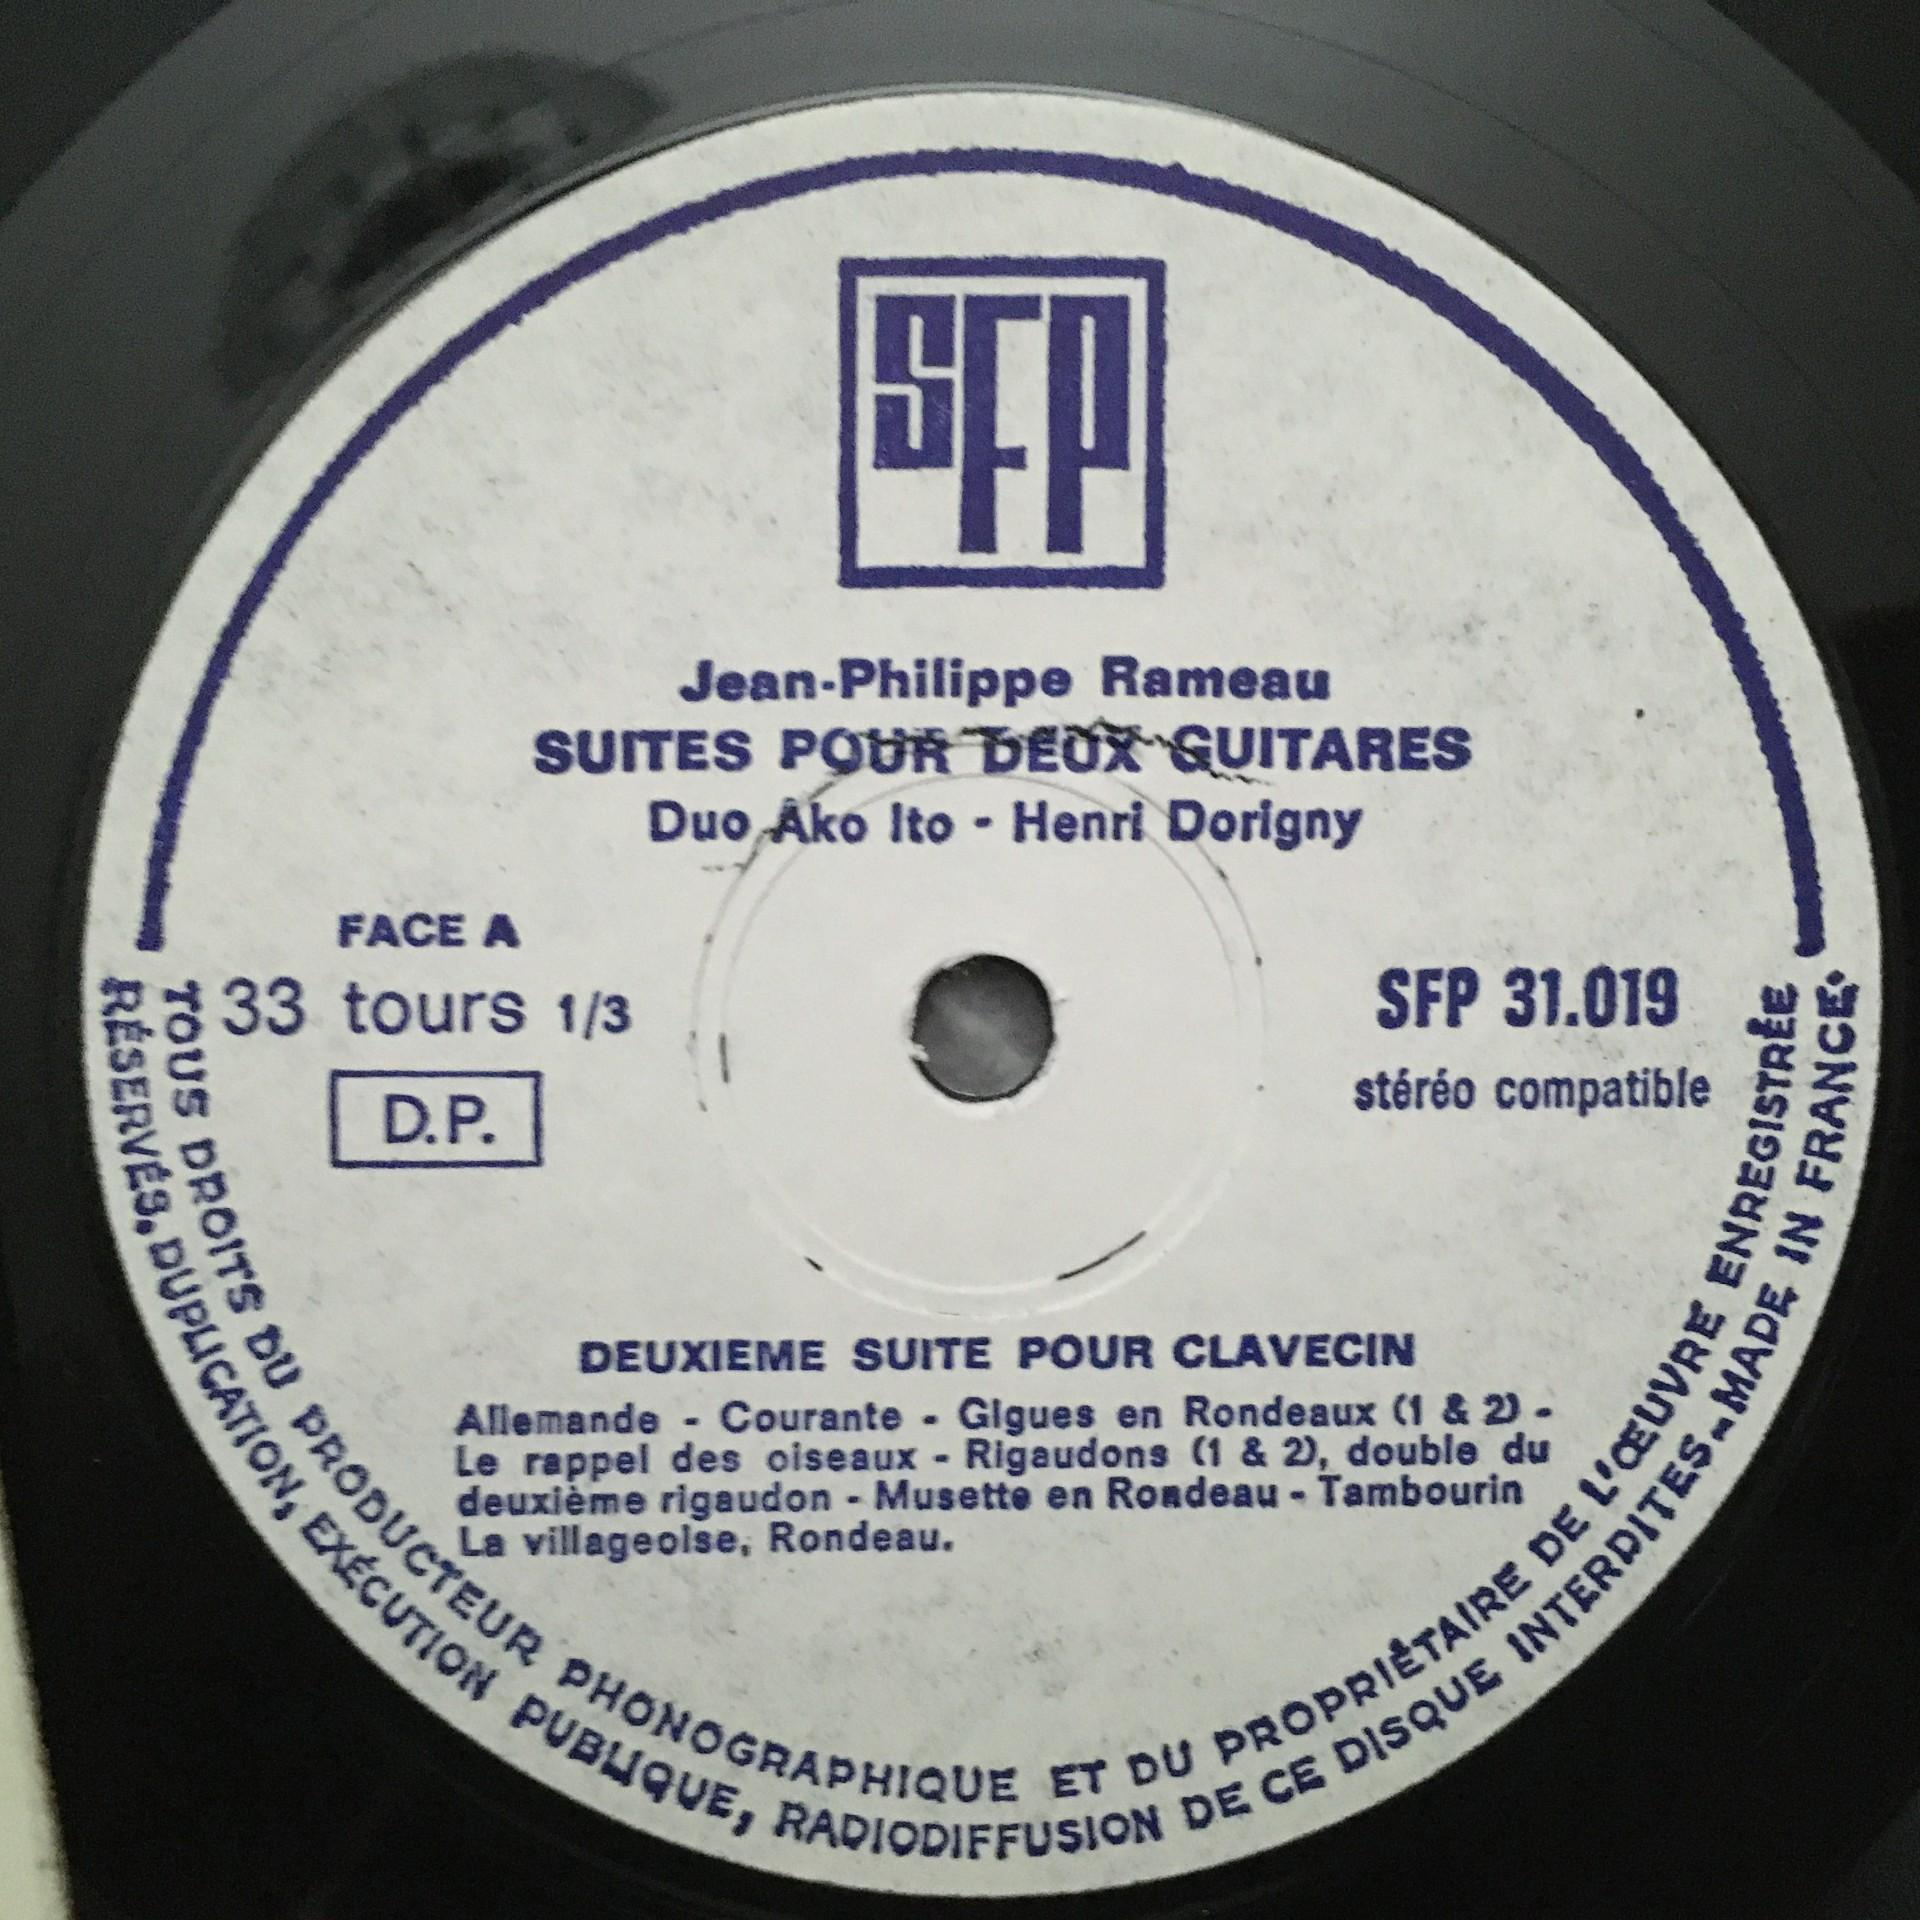 SFP
Jean-Philippe Rameau
SUITES POUR DEUX GUITARES
Duo Ako Ito - Henri Dorigny
FACE A
33 tours 1/3
D.P.
SFP 31.019
stéréo compatible
DEUXIEME SUITE POUR CLAVECIN
Allemande - Courante - Gigues en Rondeaux (1 & 2) -
Le rappel des oiseaux - Rigaudons (1 & 2), double du
deuxième rigaudon - Musette en Rondeau - Tambourin
La villageoise, Rondeau.
TOUS DROITS DU PRODUCTEUR PHONOGRAPHIQUE ET DU PROPRIÉTAIRE DE L'ŒUVRE ENREGISTRÉE
RÉSERVÉS. DUPLICATION, EXÉCUTION PUBLIQUE, RADIODIFFUSION DE CE DISQUE INTERDITES - MADE IN FRANCE.